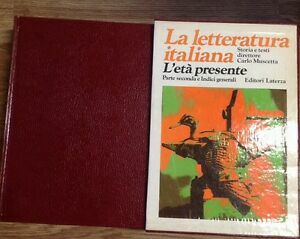 La letteratura
italiana
Storia e testi
direttore
Carlo Muscetta
L'età presente
Parte seconda e Indici generali
Editori Laterza